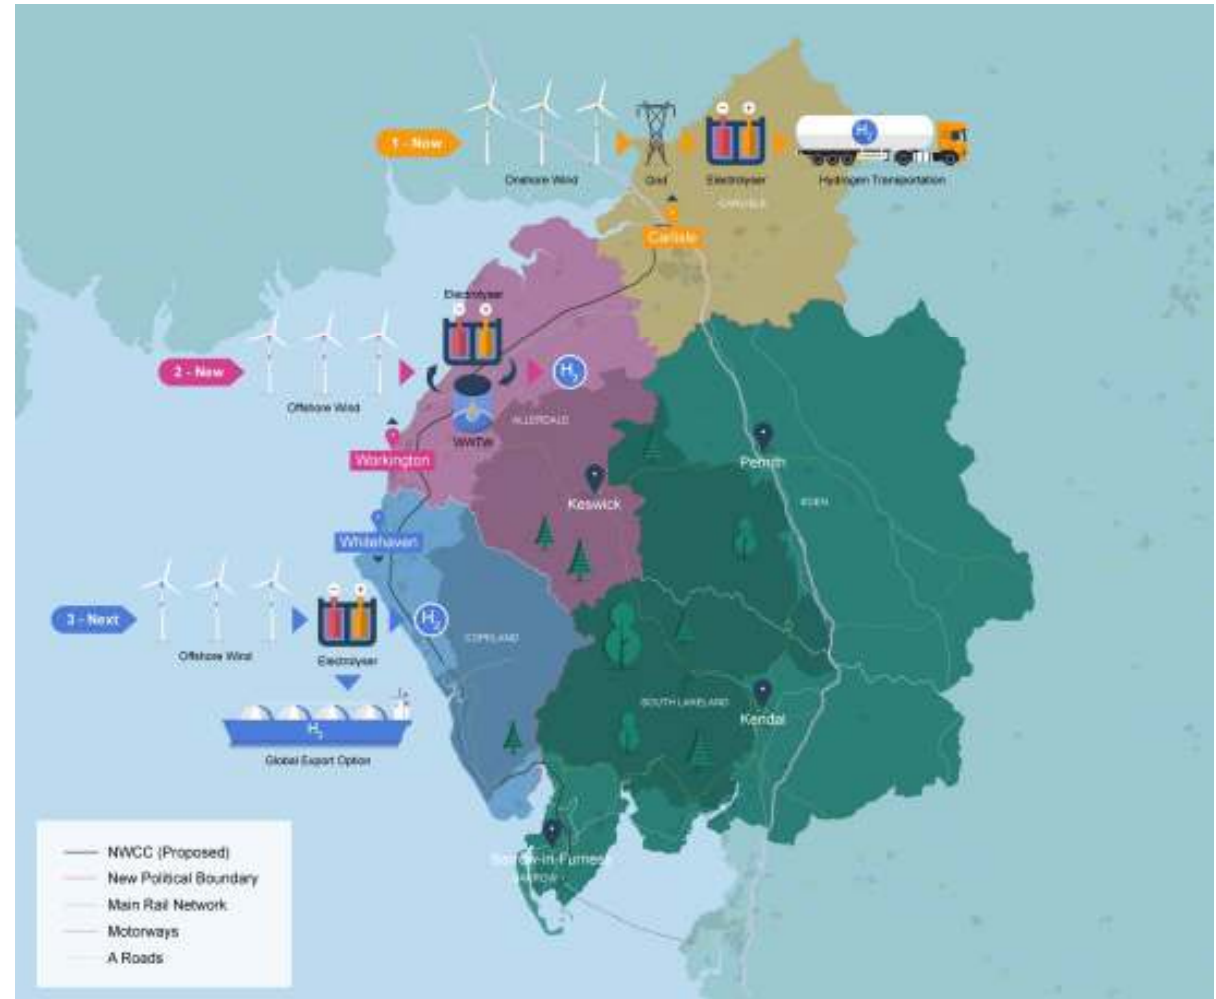 1 - Now
Onshore Wind
Grid
Electrolyser
H2
Hydrogen Transportation
CARLISLE
Carlisle
Electrolyser
2 - New
Offshore Wind
H2
WWTW
ALLERDALE
Workington
Keswick
Penrith
EDEN
Whitehaven
3 - Next
Offshore Wind
Electrolyser
H2
COPELAND
SOUTH LAKELAND
Kendal
H2
Global Export Option
Barrow-in-Furness
BARROW
NWCC (Proposed)
New Political Boundary
Main Rail Network
Motorways
A Roads